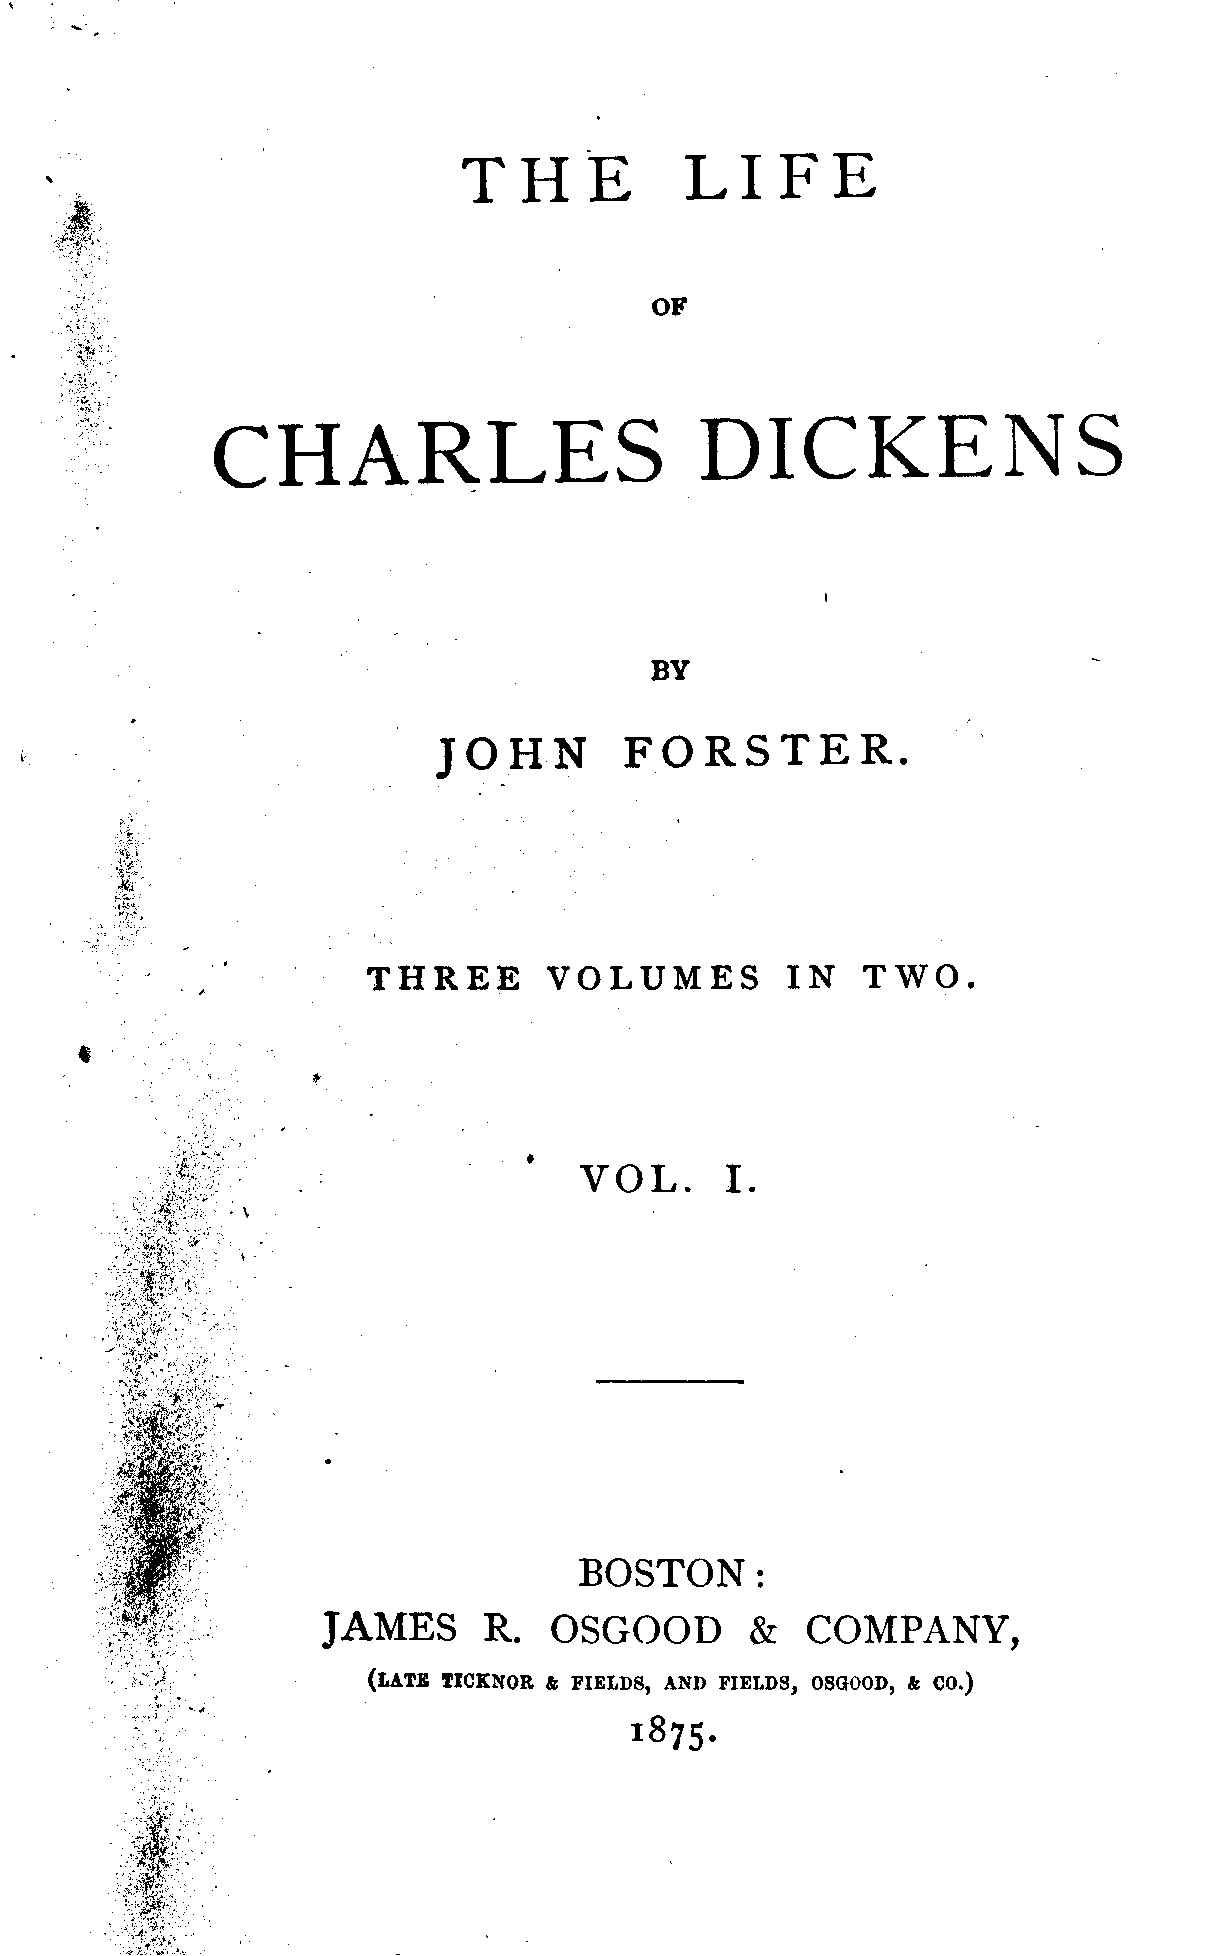 THE LIFE
OF
CHARLES DICKENS
BY
JOHN FORSTER.
THREE VOLUMES IN TWO.
VOL. I.
BOSTON:
JAMES R. OSGOOD & COMPANY,
(LATE TICKNOR & FIELDS, AND FIELDS, OSGOOD, & CO.)
1875.